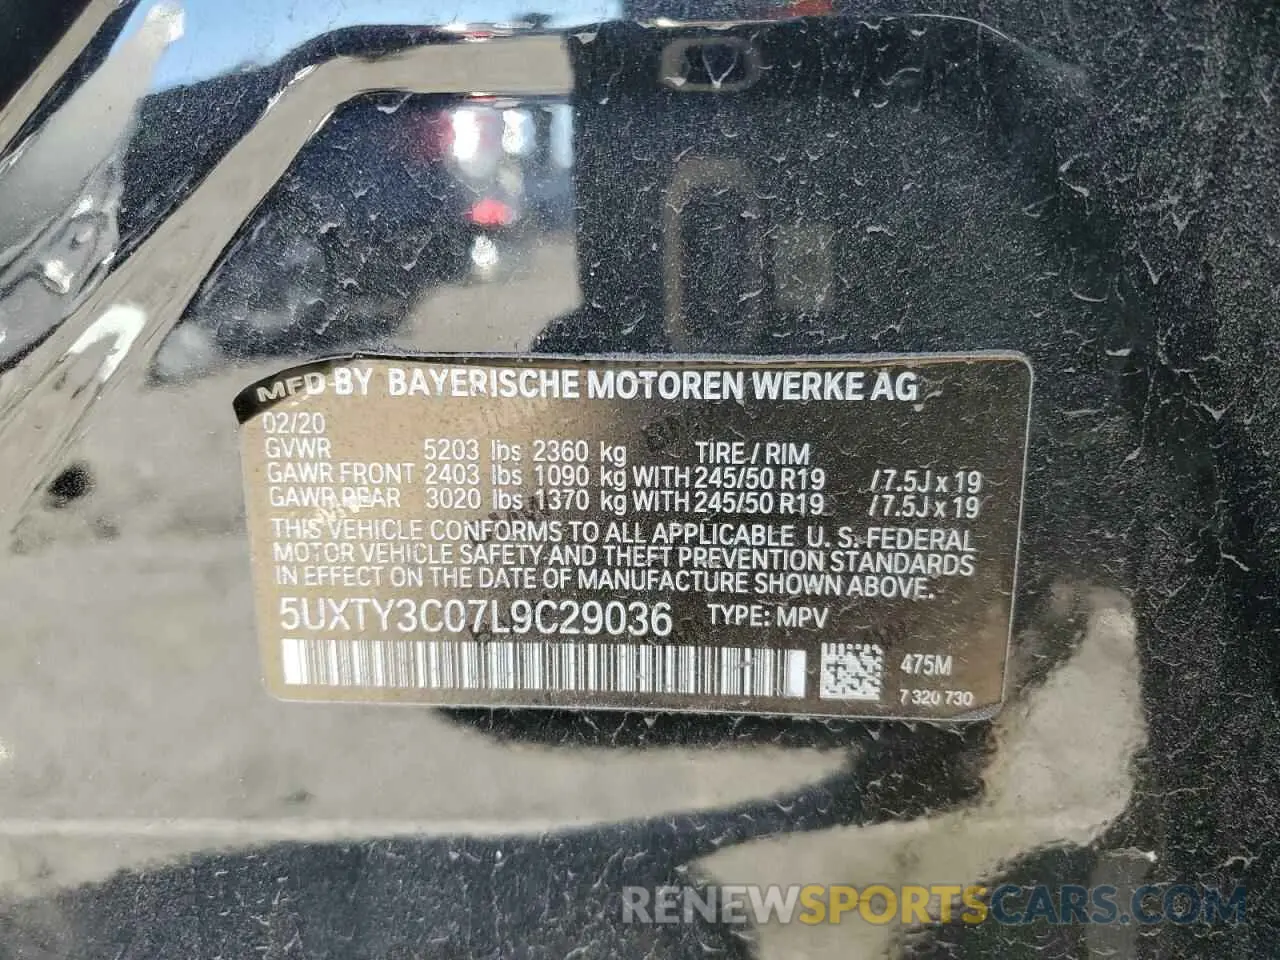 MFD BY BAYERISCHE MOTOREN WERKE AG
02/20
GVWR 5203 lbs 2360 kg TIRE / RIM
GAWR FRONT 2403 lbs 1090 kg WITH 245/50 R19 / 7.5J x 19
GAWR REAR 3020 lbs 1370 kg WITH 245/50 R19 / 7.5J x 19
THIS VEHICLE CONFORMS TO ALL APPLICABLE U. S. FEDERAL
MOTOR VEHICLE SAFETY AND THEFT PREVENTION STANDARDS
IN EFFECT ON THE DATE OF MANUFACTURE SHOWN ABOVE.
5UXTY3C07L9C29036 TYPE: MPV
475M
7 320 730
RENEWSPORTSCARS.COM